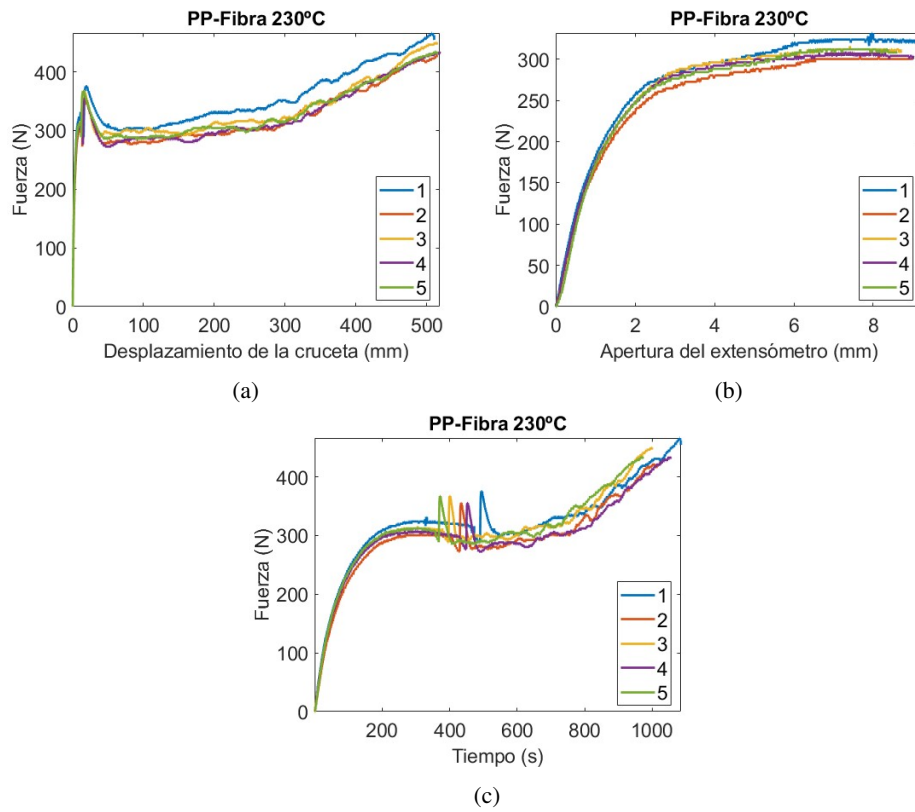 PP-Fibra 230ºC
400
300
200
100
0
Fuerza (N)
1
2
3
4
5
0 100 200 300 400 500
Desplazamiento de la cruceta (mm)
(a)
PP-Fibra 230ºC
300
250
200
150
100
50
0
Fuerza (N)
1
2
3
4
5
0 2 4 6 8
Apertura del extensómetro (mm)
(b)
PP-Fibra 230ºC
400
300
200
100
0
Fuerza (N)
1
2
3
4
5
200 400 600 800 1000
Tiempo (s)
(c)